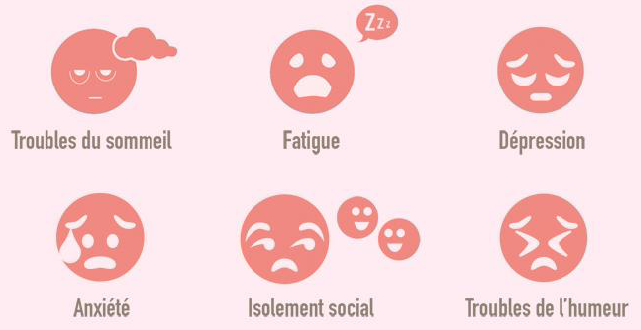 Zzz
Troubles du sommeil
Fatigue
Dépression
Anxiété
Isolement social
Troubles de l'humeur